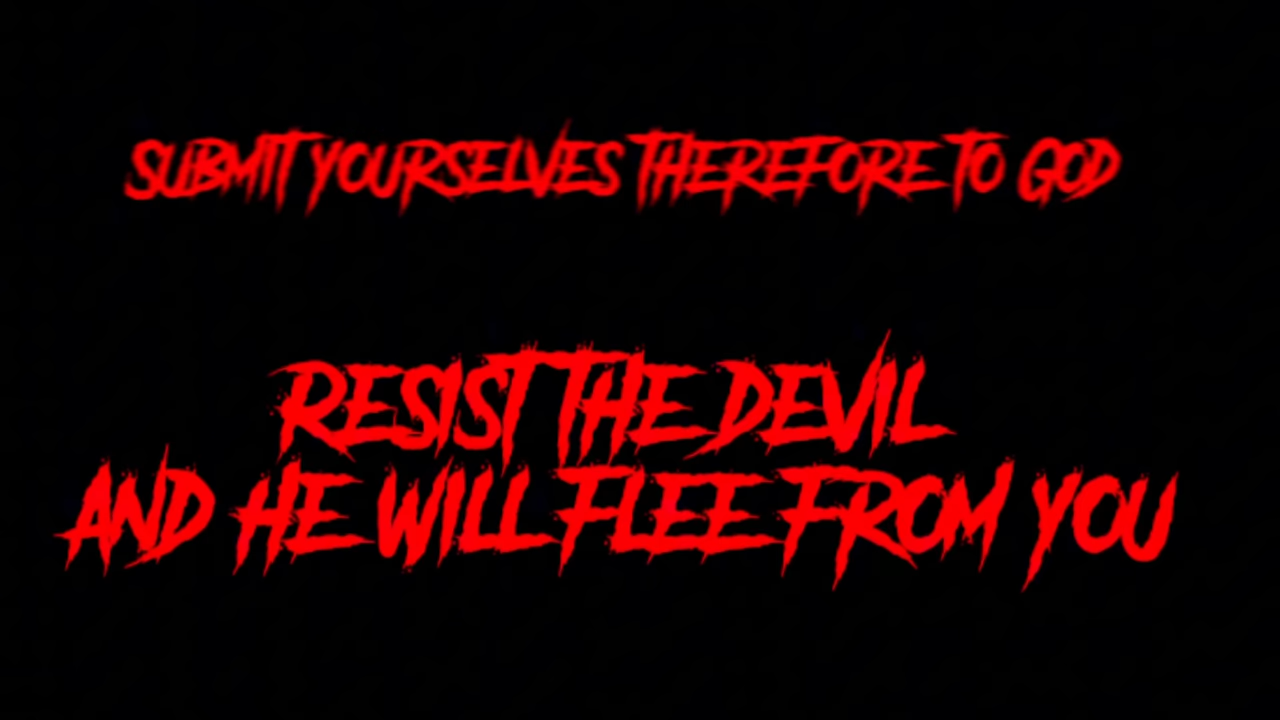 SUBMIT YOURSELVES THEREFORE TO GOD
RESIST THE DEVIL
AND HE WILL FLEE FROM YOU